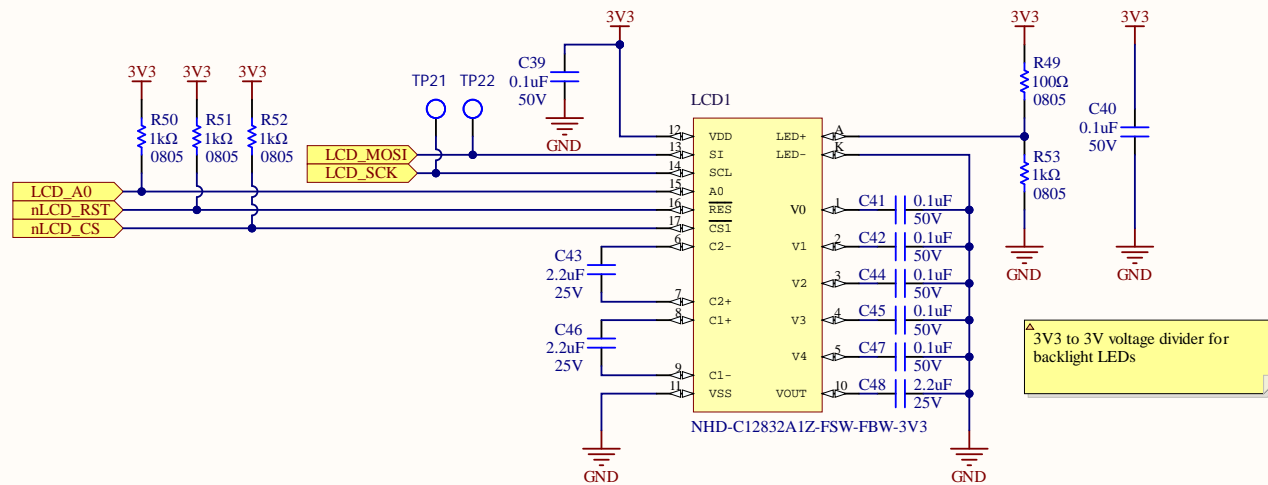 3V3
3V3
3V3
3V3
3V3
3V3
R50
1kΩ
0805
R51
1kΩ
0805
R52
1kΩ
0805
TP21
TP22
C39
0.1uF
50V
GND
LCD1
R49
100Ω
0805
C40
0.1uF
50V
R53
1kΩ
0805
GND
GND
LCD_MOSI
LCD_SCK
LCD_A0
nLCD_RST
nLCD_CS
12 VDD
13 SI
14 SCL
15 A0
16 RES
17 CS1
6 C2-
7 C2+
8 C1+
9 C1-
11 VSS
LED+ A
LED- K
V0 1
V1 2
V2 3
V3 4
V4 5
VOUT 10
C41 0.1uF
50V
C42 0.1uF
50V
C44 0.1uF
50V
C45 0.1uF
50V
C47 0.1uF
50V
C48 2.2uF
25V
C43
2.2uF
25V
C46
2.2uF
25V
3V3 to 3V voltage divider for
backlight LEDs
NHD-C12832A1Z-FSW-FBW-3V3
GND
GND